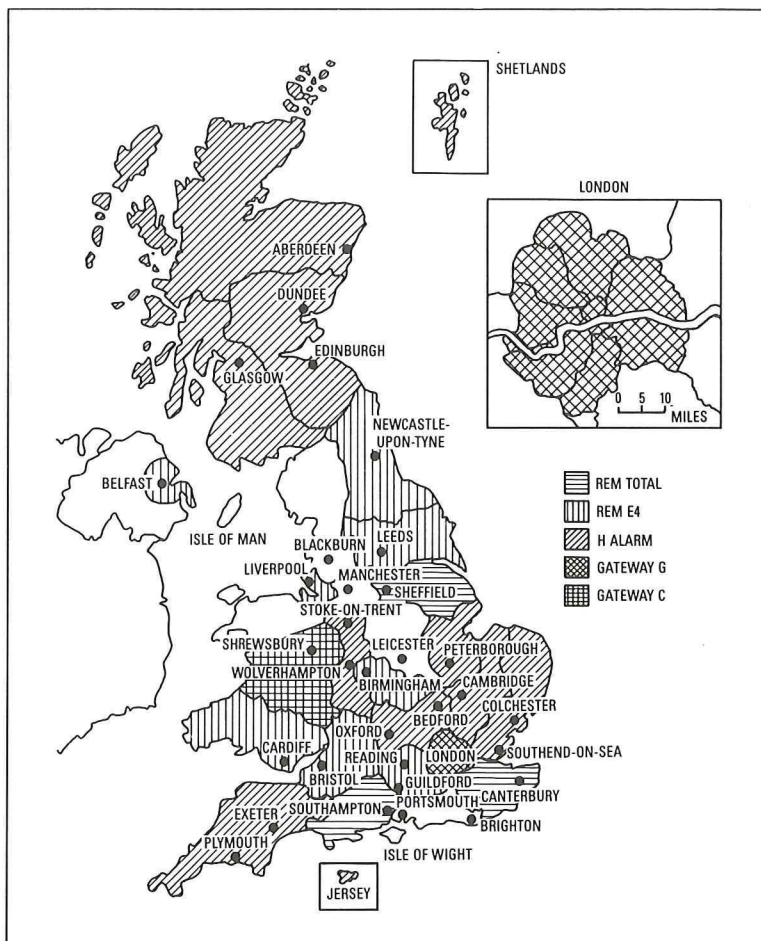 SHETLANDS
LONDON
0 5 10
MILES
ABERDEEN
DUNDEE
EDINBURGH
GLASGOW
NEWCASTLE-
UPON-TYNE
BELFAST
ISLE OF MAN
BLACKBURN
LEEDS
LIVERPOOL
MANCHESTER
SHEFFIELD
STOKE-ON-TRENT
SHREWSBURY
LEICESTER
PETERBOROUGH
WOLVERHAMPTON
BIRMINGHAM
CAMBRIDGE
COLCHESTER
BEDFORD
OXFORD
CARDIFF
READING
LONDON
SOUTHEND-ON-SEA
BRISTOL
GUILDFORD
CANTERBURY
SOUTHAMPTON
PORTSMOUTH
BRIGHTON
EXETER
PLYMOUTH
ISLE OF WIGHT
JERSEY
REM TOTAL
REM E4
H ALARM
GATEWAY G
GATEWAY C